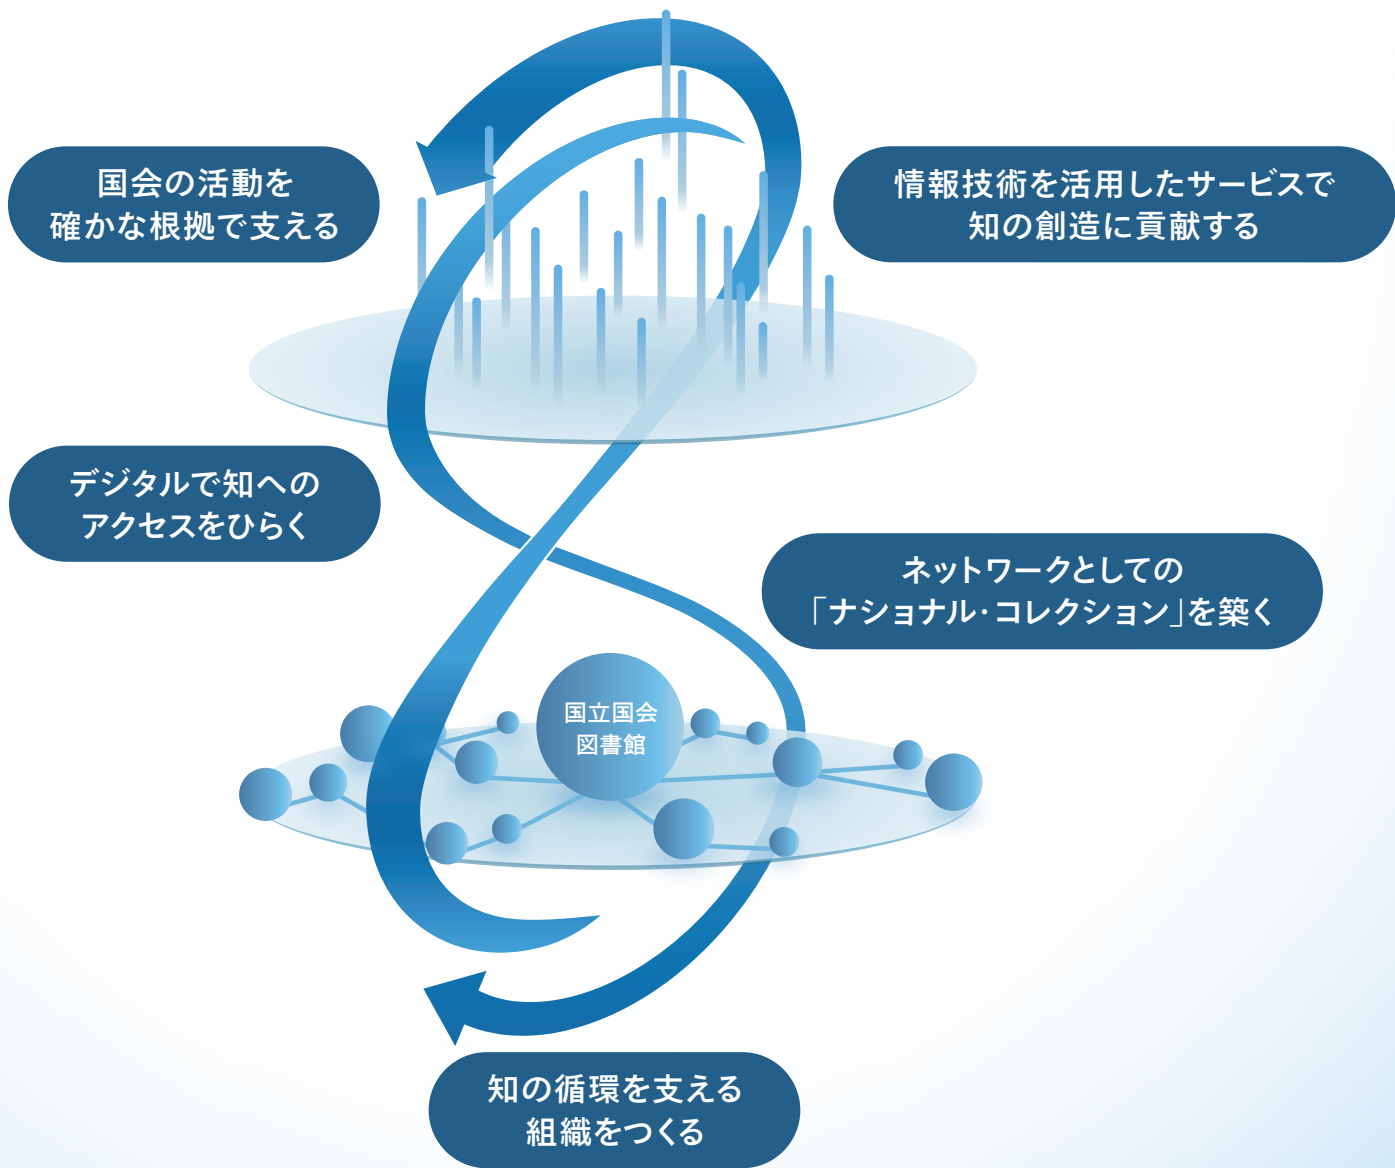 国会の活動を
確かな根拠で支える
情報技術を活用したサービスで
知の創造に貢献する
デジタルで知への
アクセスをひらく
ネットワークとしての
「ナショナル・コレクション」を築く
国立国会
図書館
知の循環を支える
組織をつくる